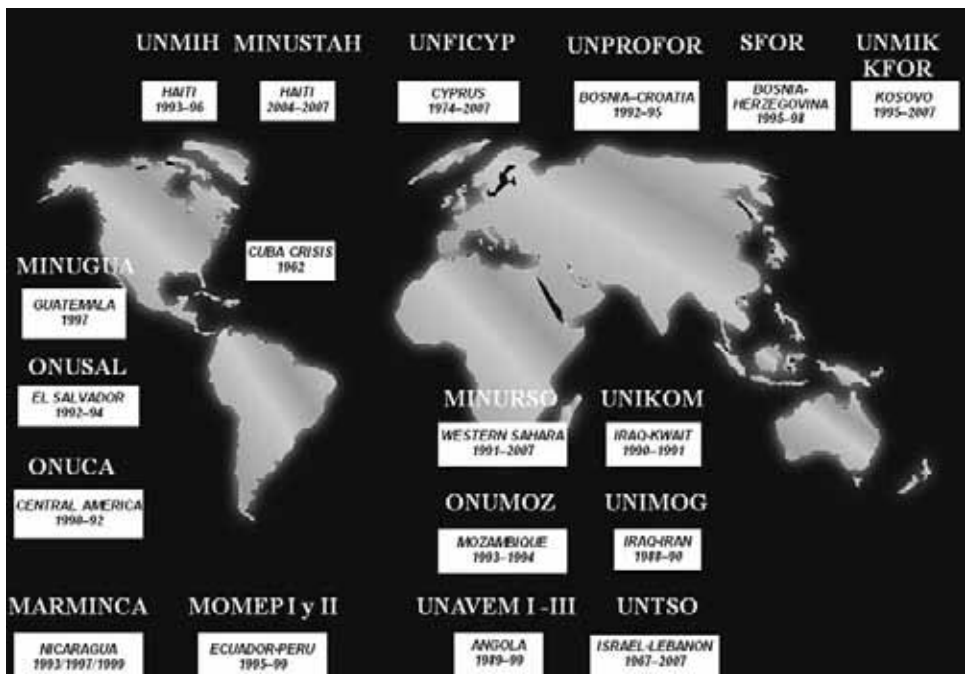 UNMIH
HAITI
1993–96
MINUSTAH
HAITI
2004–2007
UNFICYP
CYPRUS
1974–2007
UNPROFOR
BOSNIA–CROATIA
1992–95
SFOR
BOSNIA-
HERZEGOVINA
1995–98
UNMIK
KFOR
KOSOVO
1995–2007
CUBA CRISIS
1962
MINUGUA
GUATEMALA
1997
ONUSAL
EL SALVADOR
1992–94
ONUCA
CENTRAL AMERICA
1990–92
MINURSO
WESTERN SAHARA
1991–2007
UNIKOM
IRAQ-KWAIT
1990–1991
ONUMOZ
MOZAMBIQUE
1993–1994
UNIMOG
IRAQ-IRAN
1988–90
MARMINCA
NICARAGUA
1993/1997/1999
MOMEP I y II
ECUADOR-PERU
1995–99
UNAVEM I -III
ANGOLA
1989–99
UNTSO
ISRAEL-LEBANON
1967–2007